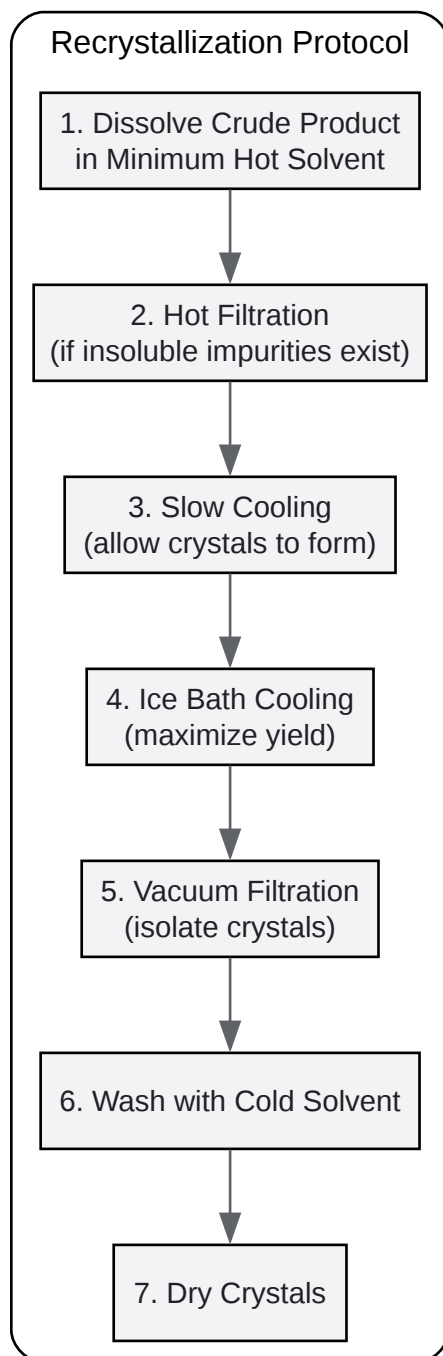 Recrystallization Protocol
1. Dissolve Crude Product
in Minimum Hot Solvent
2. Hot Filtration
(if insoluble impurities exist)
3. Slow Cooling
(allow crystals to form)
4. Ice Bath Cooling
(maximize yield)
5. Vacuum Filtration
(isolate crystals)
6. Wash with Cold Solvent
7. Dry Crystals